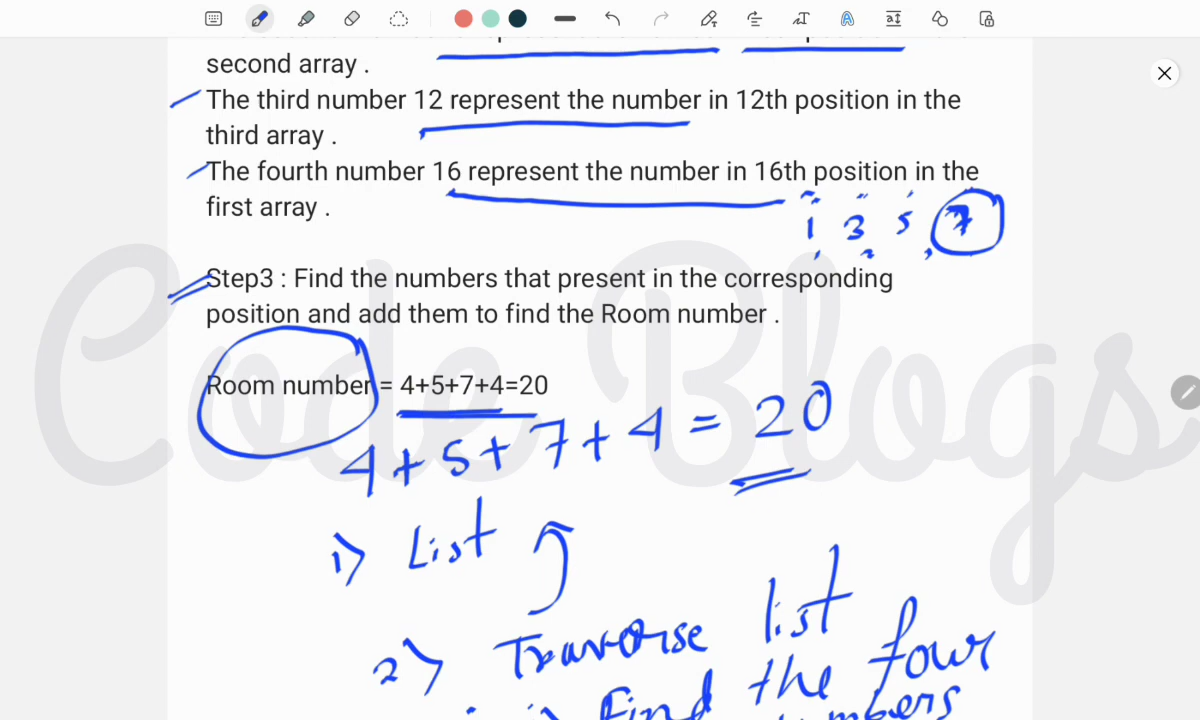 second array .
The third number 12 represent the number in 12th position in the
third array .
The fourth number 16 represent the number in 16th position in the
first array .
1 3 5 7
Step3 : Find the numbers that present in the corresponding
position and add them to find the Room number .
Room number = 4+5+7+4=20
4+5+7+4 = 20
1) List
2) Traverse list
Find the four
Code Blogs